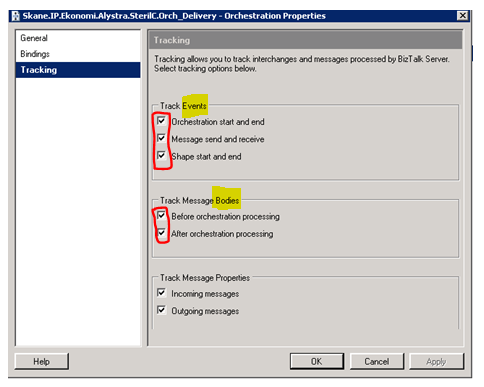 Skane.IP.Ekonomi.Alystra.SterilC.Orch_Delivery - Orchestration Properties
General
Bindings
Tracking
Tracking
Tracking allows you to track interchanges and messages processed by BizTalk Server.
Select tracking options below.
Track Events
Orchestration start and end
Message send and receive
Shape start and end
Track Message Bodies
Before orchestration processing
After orchestration processing
Track Message Properties
Incoming messages
Outgoing messages
Help
OK
Cancel
Apply